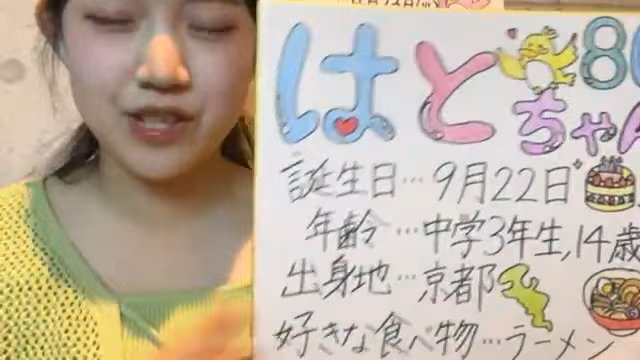 はと
ちゃん
誕生日…9月22日
年齢…中学3年生,14歳
出身地…京都
好きな食べ物…ラーメン